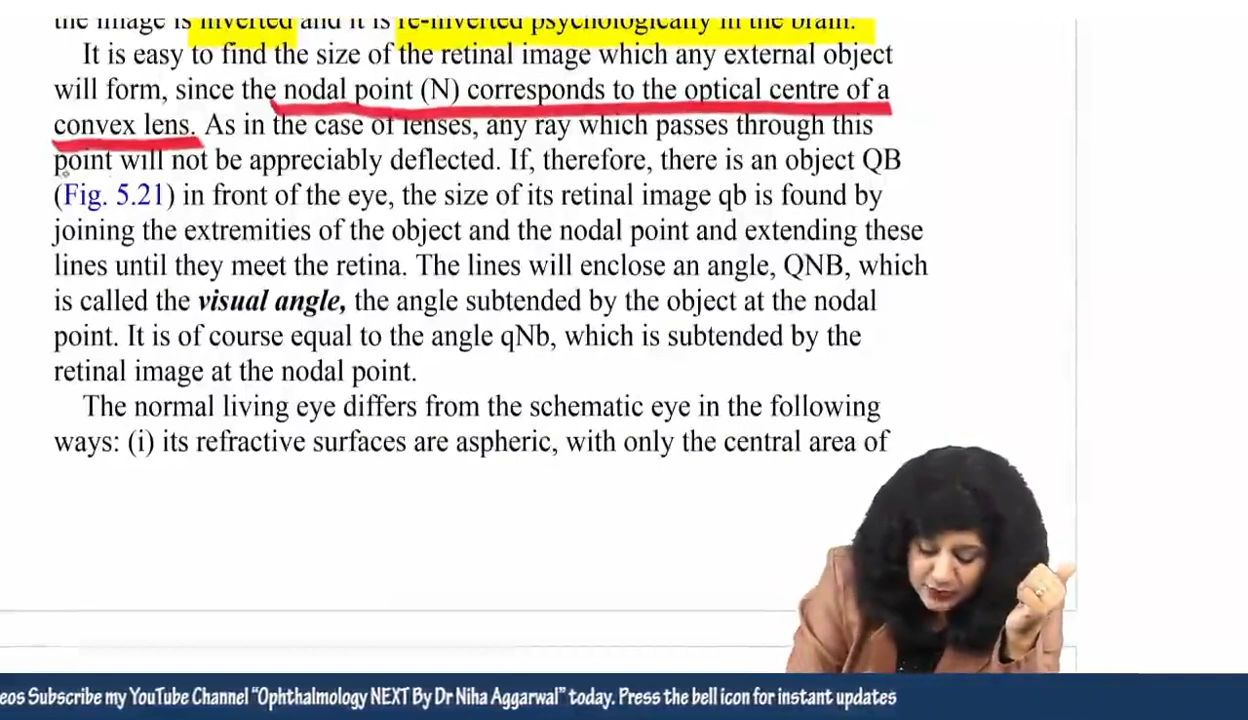 the image is inverted and it is re-inverted psychologically in the brain.
It is easy to find the size of the retinal image which any external object
will form, since the nodal point (N) corresponds to the optical centre of a
convex lens. As in the case of lenses, any ray which passes through this
point will not be appreciably deflected. If, therefore, there is an object QB
(Fig. 5.21) in front of the eye, the size of its retinal image qb is found by
joining the extremities of the object and the nodal point and extending these
lines until they meet the retina. The lines will enclose an angle, QNB, which
is called the visual angle, the angle subtended by the object at the nodal
point. It is of course equal to the angle qNb, which is subtended by the
retinal image at the nodal point.
The normal living eye differs from the schematic eye in the following
ways: (i) its refractive surfaces are aspheric, with only the central area of
eos Subscribe my YouTube Channel "Ophthalmology NEXT By Dr Niha Aggarwal" today. Press the bell icon for instant updates